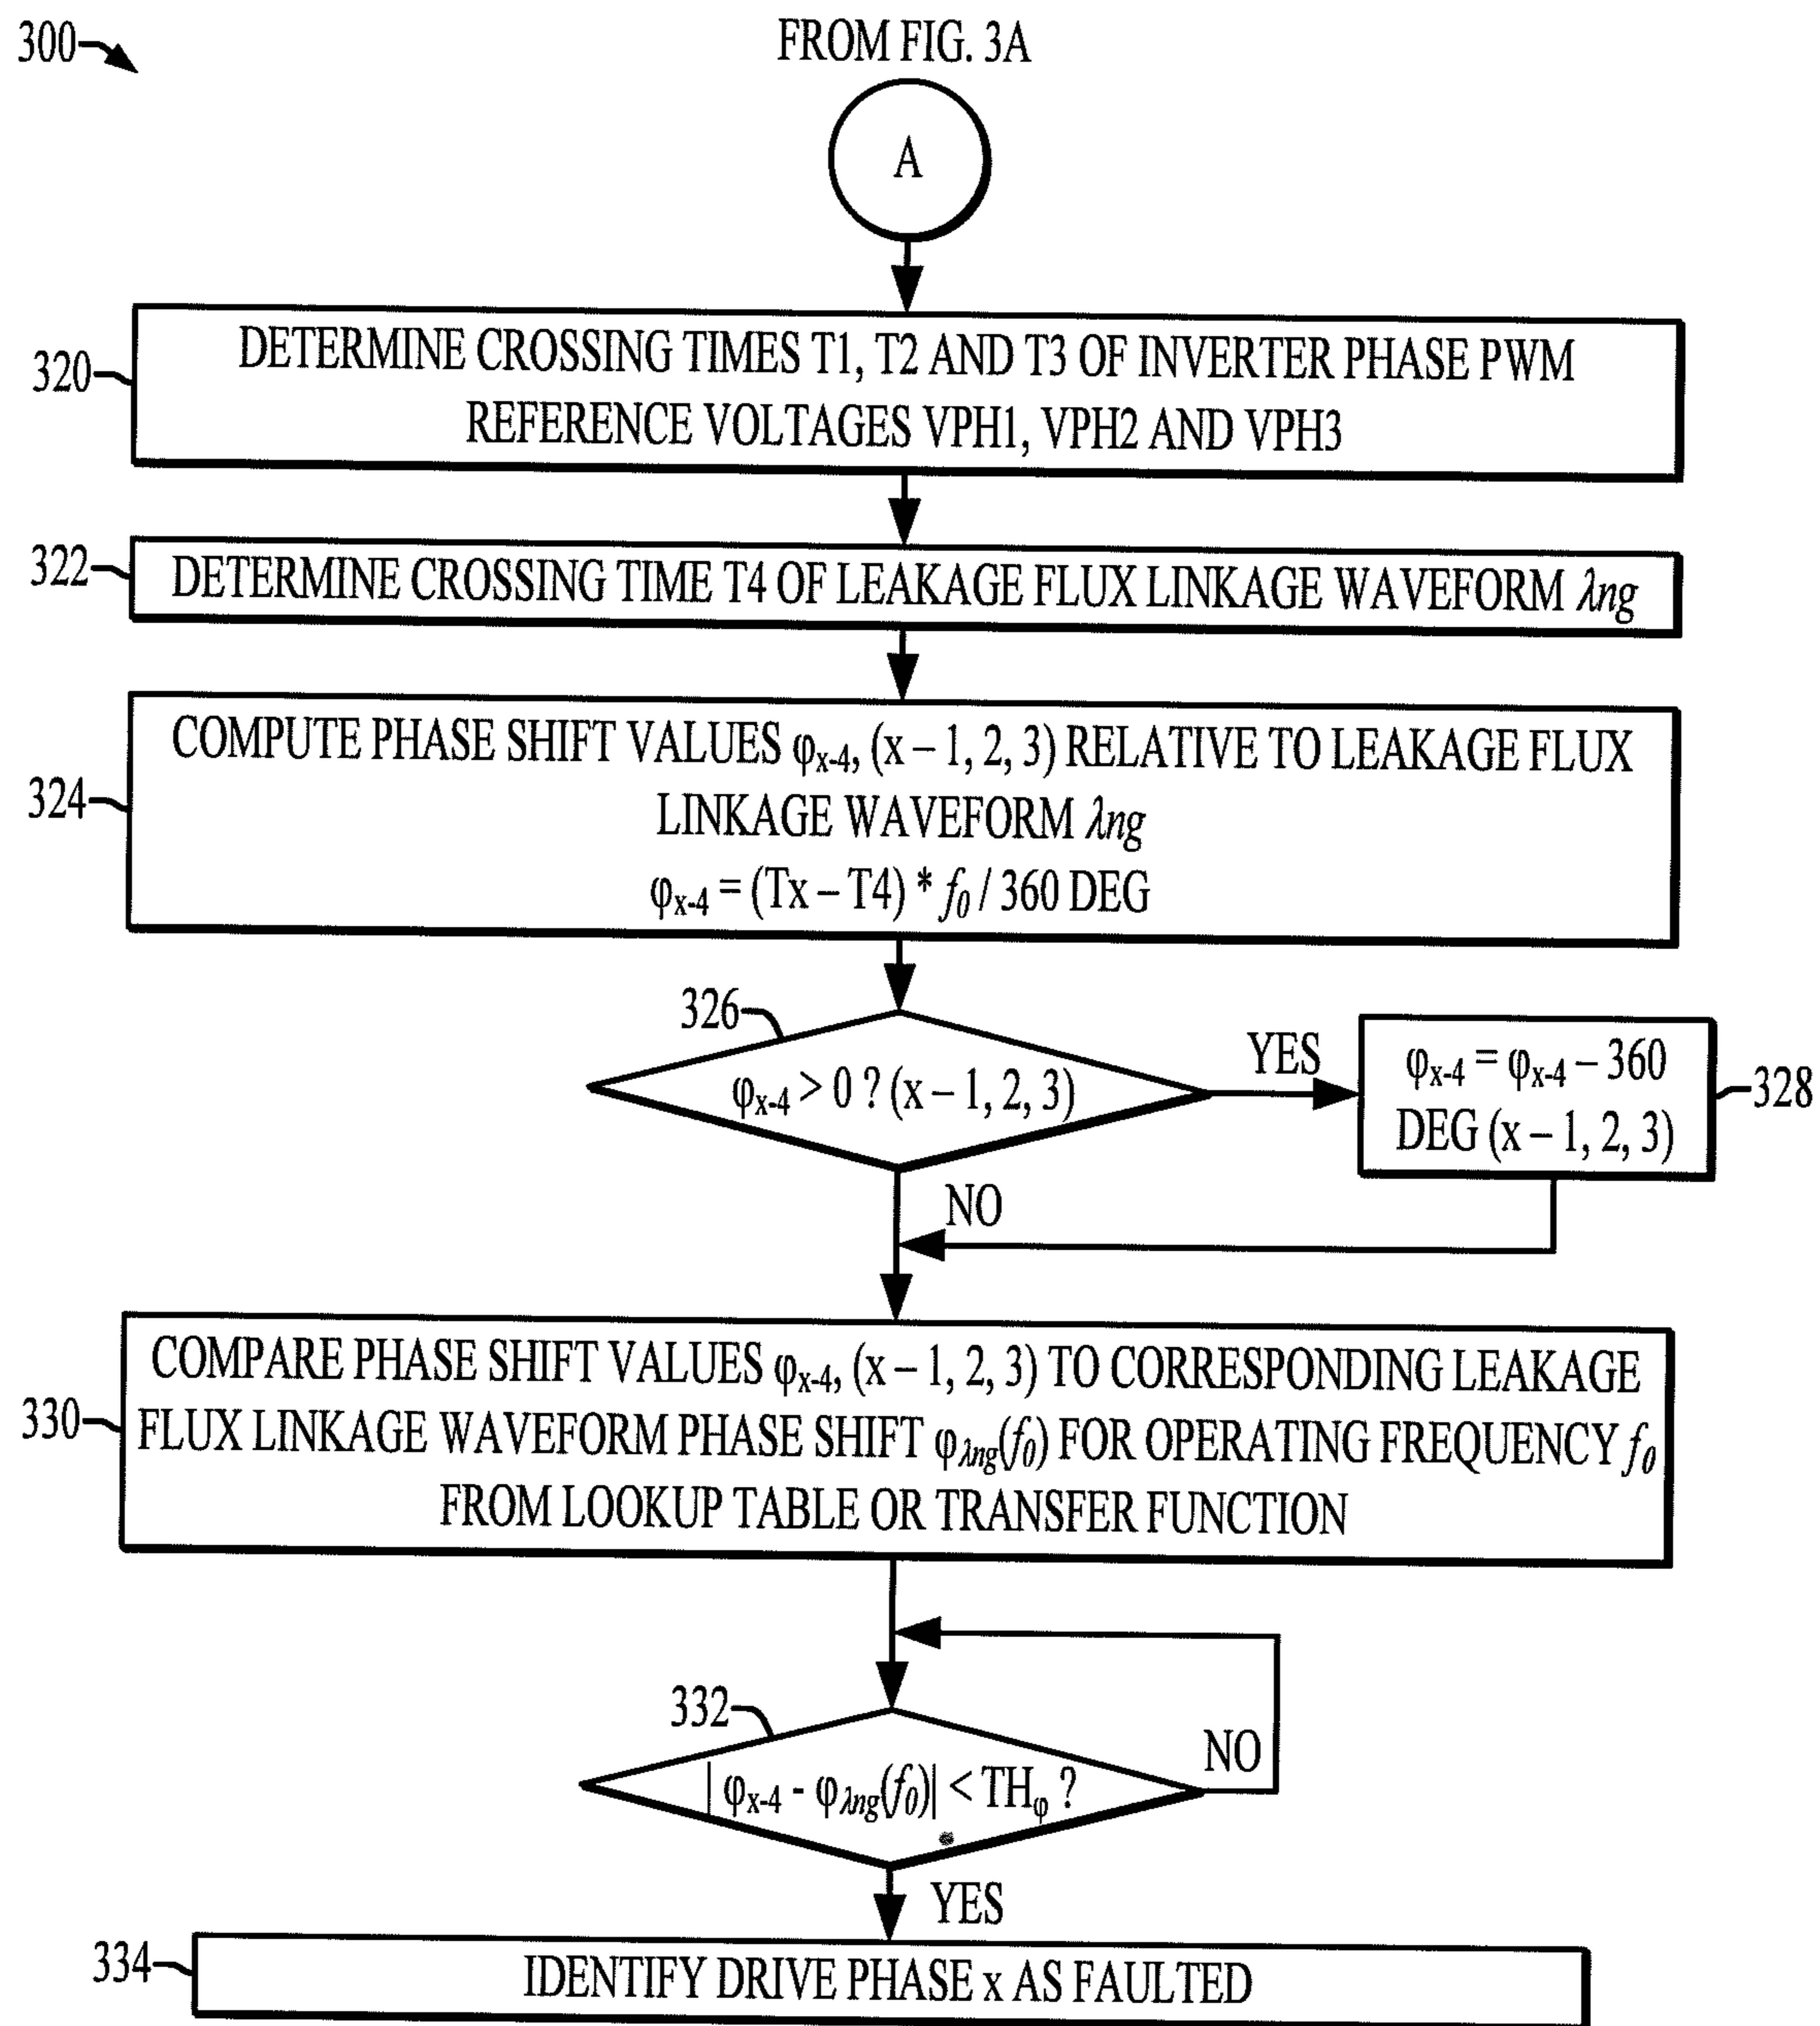 300
FROM FIG. 3A
A
320
DETERMINE CROSSING TIMES T1, T2 AND T3 OF INVERTER PHASE PWM
REFERENCE VOLTAGES VPH1, VPH2 AND VPH3
322
DETERMINE CROSSING TIME T4 OF LEAKAGE FLUX LINKAGE WAVEFORM λng
324
COMPUTE PHASE SHIFT VALUES φx-4, (x – 1, 2, 3) RELATIVE TO LEAKAGE FLUX
LINKAGE WAVEFORM λng
φx-4 = (Tx – T4) * f0 / 360 DEG
326
φx-4 > 0 ? (x – 1, 2, 3)
YES
φx-4 = φx-4 – 360
DEG (x – 1, 2, 3)
328
NO
330
COMPARE PHASE SHIFT VALUES φx-4, (x – 1, 2, 3) TO CORRESPONDING LEAKAGE
FLUX LINKAGE WAVEFORM PHASE SHIFT φλng(f0) FOR OPERATING FREQUENCY f0
FROM LOOKUP TABLE OR TRANSFER FUNCTION
332
| φx-4 - φλng(f0)| < THφ ?
NO
YES
334
IDENTIFY DRIVE PHASE x AS FAULTED